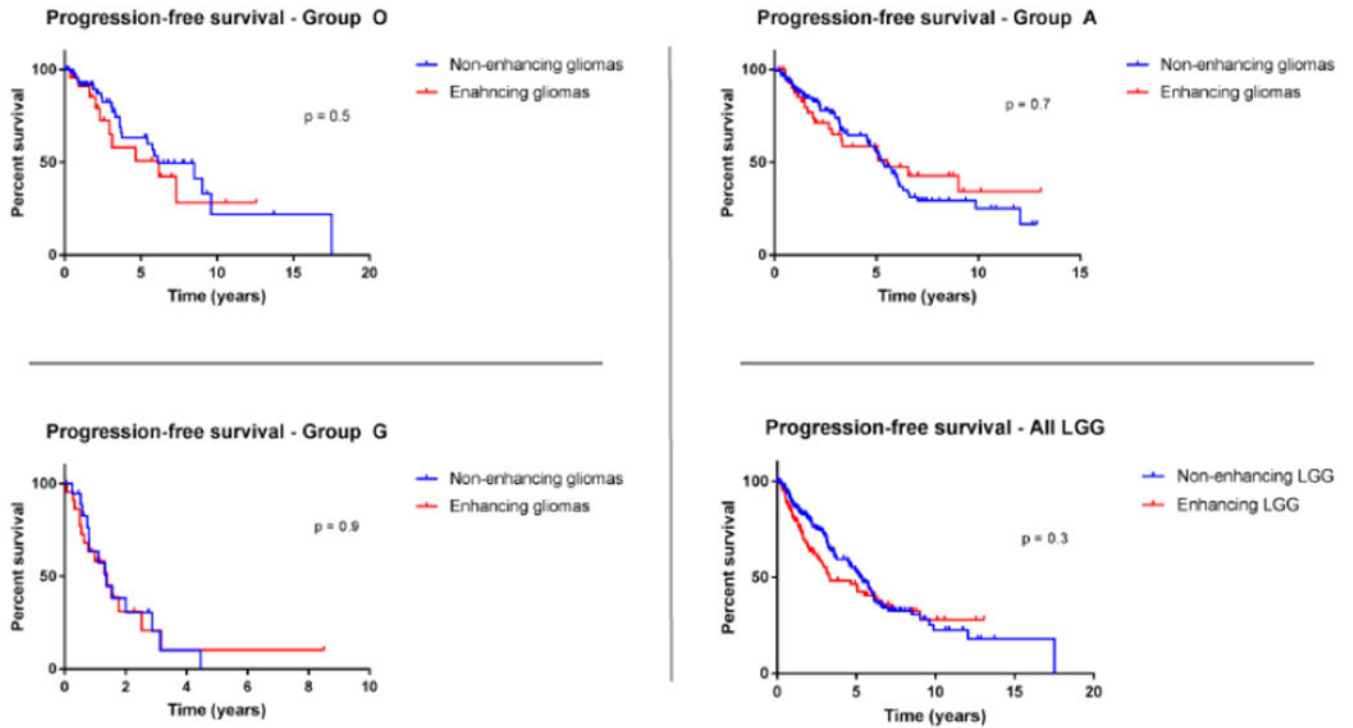 Progression-free survival - Group O
Non-enhancing gliomas
Enahncing gliomas
p = 0.5
Percent survival
100
50
0
0 5 10 15 20
Time (years)
Progression-free survival - Group A
Non-enhancing gliomas
Enhancing gliomas
p = 0.7
Percent survival
100
50
0
0 5 10 15
Time (years)
Progression-free survival - Group G
Non-enhancing gliomas
Enhancing gliomas
p = 0.9
Percent survival
100
50
0
0 2 4 6 8 10
Time (years)
Progression-free survival - All LGG
Non-enhancing LGG
Enhancing LGG
p = 0.3
Percent survival
100
50
0
0 5 10 15 20
Time (years)